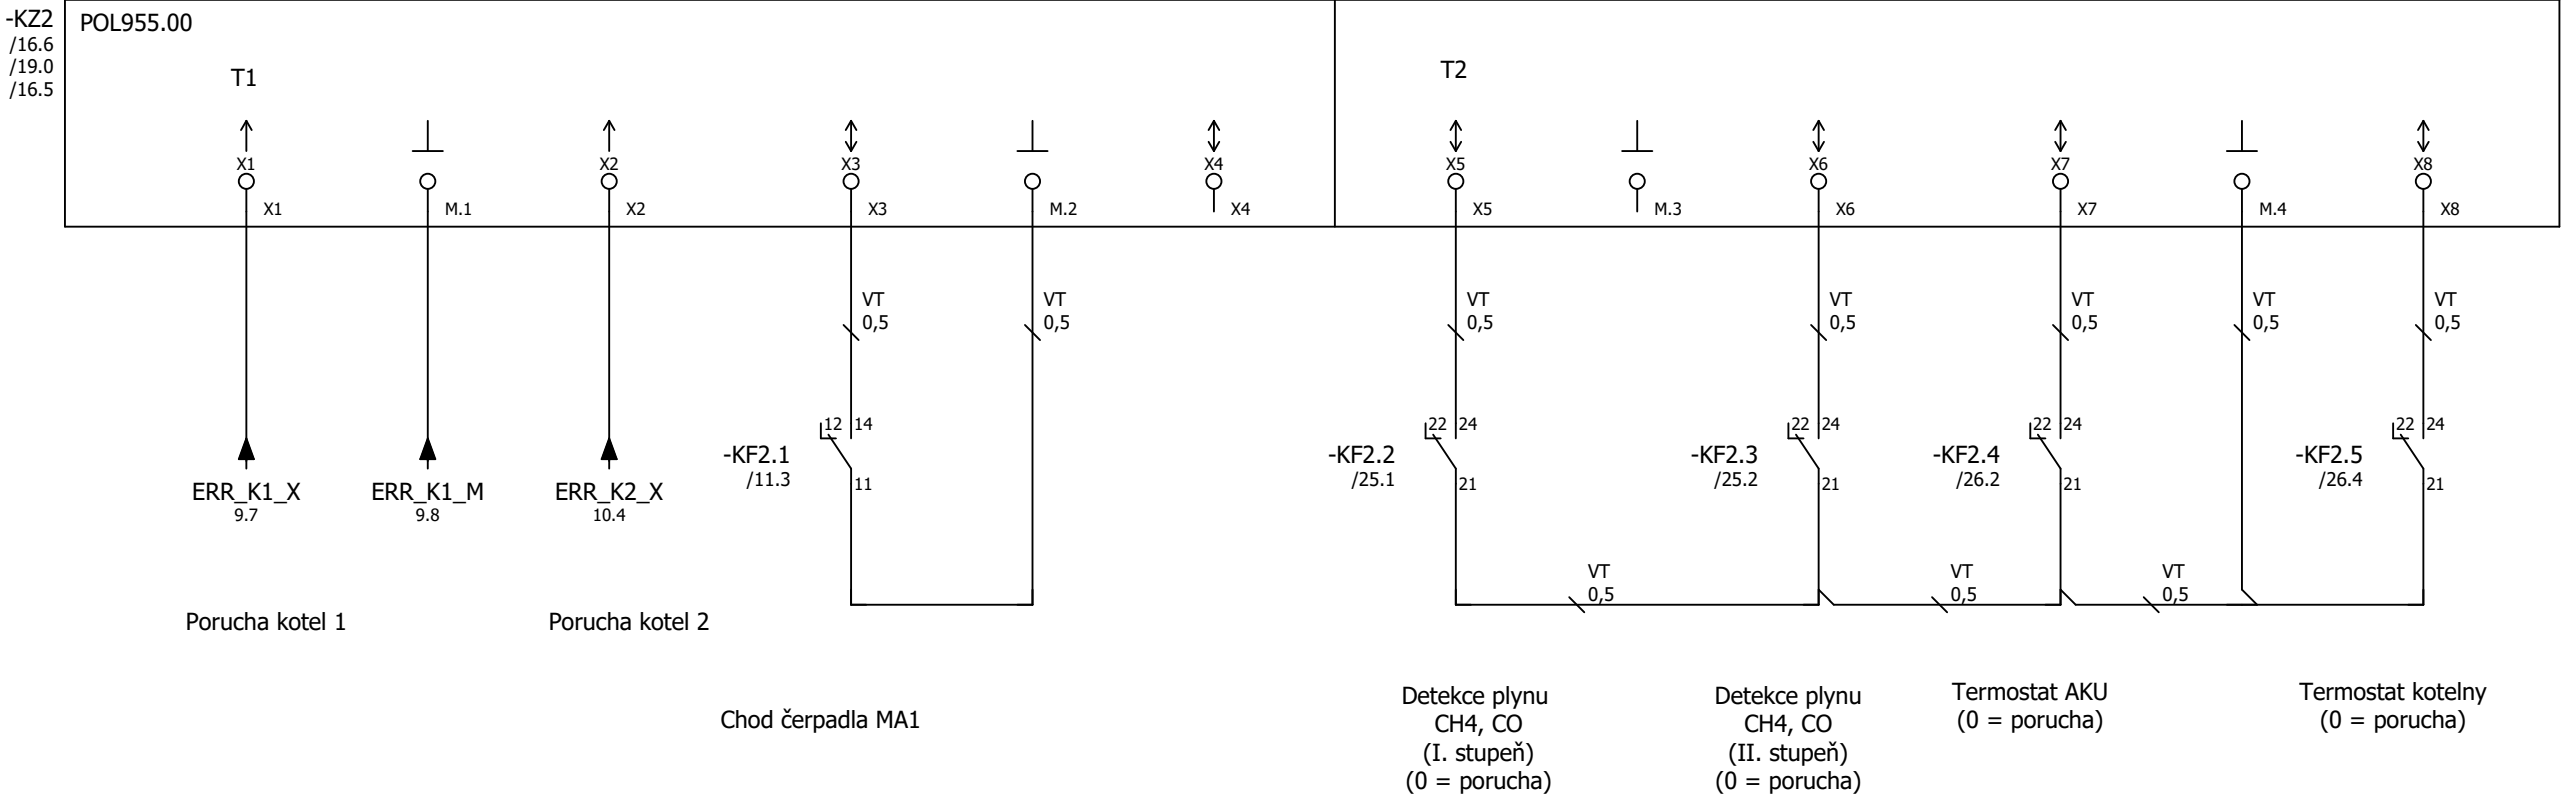 -KZ2
/16.6
/19.0
/16.5
POL955.00
T1
T2
X1
X2
X3
X4
X5
X6
X7
X8
X1
M.1
X2
X3
M.2
X4
X5
M.3
X6
X7
M.4
X8
VT
0,5
VT
0,5
VT
0,5
VT
0,5
VT
0,5
VT
0,5
VT
0,5
12 14
-KF2.1
/11.3
11
22 24
-KF2.2
/25.1
21
22 24
-KF2.3
/25.2
21
22 24
-KF2.4
/26.2
21
22 24
-KF2.5
/26.4
21
ERR_K1_X
9.7
ERR_K1_M
9.8
ERR_K2_X
10.4
VT
0,5
VT
0,5
VT
0,5
Porucha kotel 1
Porucha kotel 2
Chod čerpadla MA1
Detekce plynu
CH4, CO
(I. stupeň)
(0 = porucha)
Detekce plynu
CH4, CO
(II. stupeň)
(0 = porucha)
Termostat AKU
(0 = porucha)
Termostat kotelny
(0 = porucha)